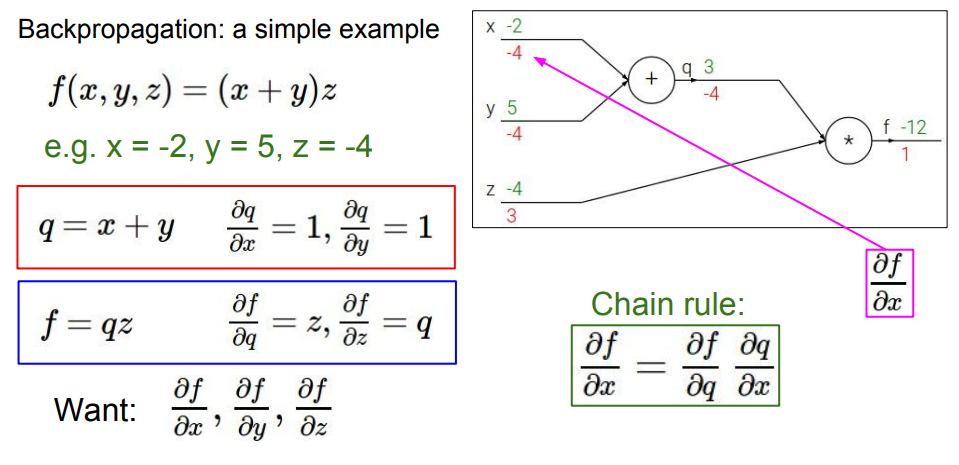 Backpropagation: a simple example
f(x, y, z) = (x + y)z
e.g. x = -2, y = 5, z = -4
q = x + y   ∂q/∂x = 1, ∂q/∂y = 1
f = qz   ∂f/∂q = z, ∂f/∂z = q
Want: ∂f/∂x, ∂f/∂y, ∂f/∂z
x -2
-4
y 5
-4
z -4
3
+
q 3
-4
*
f -12
1
∂f/∂x
Chain rule:
∂f/∂x = ∂f/∂q ∂q/∂x